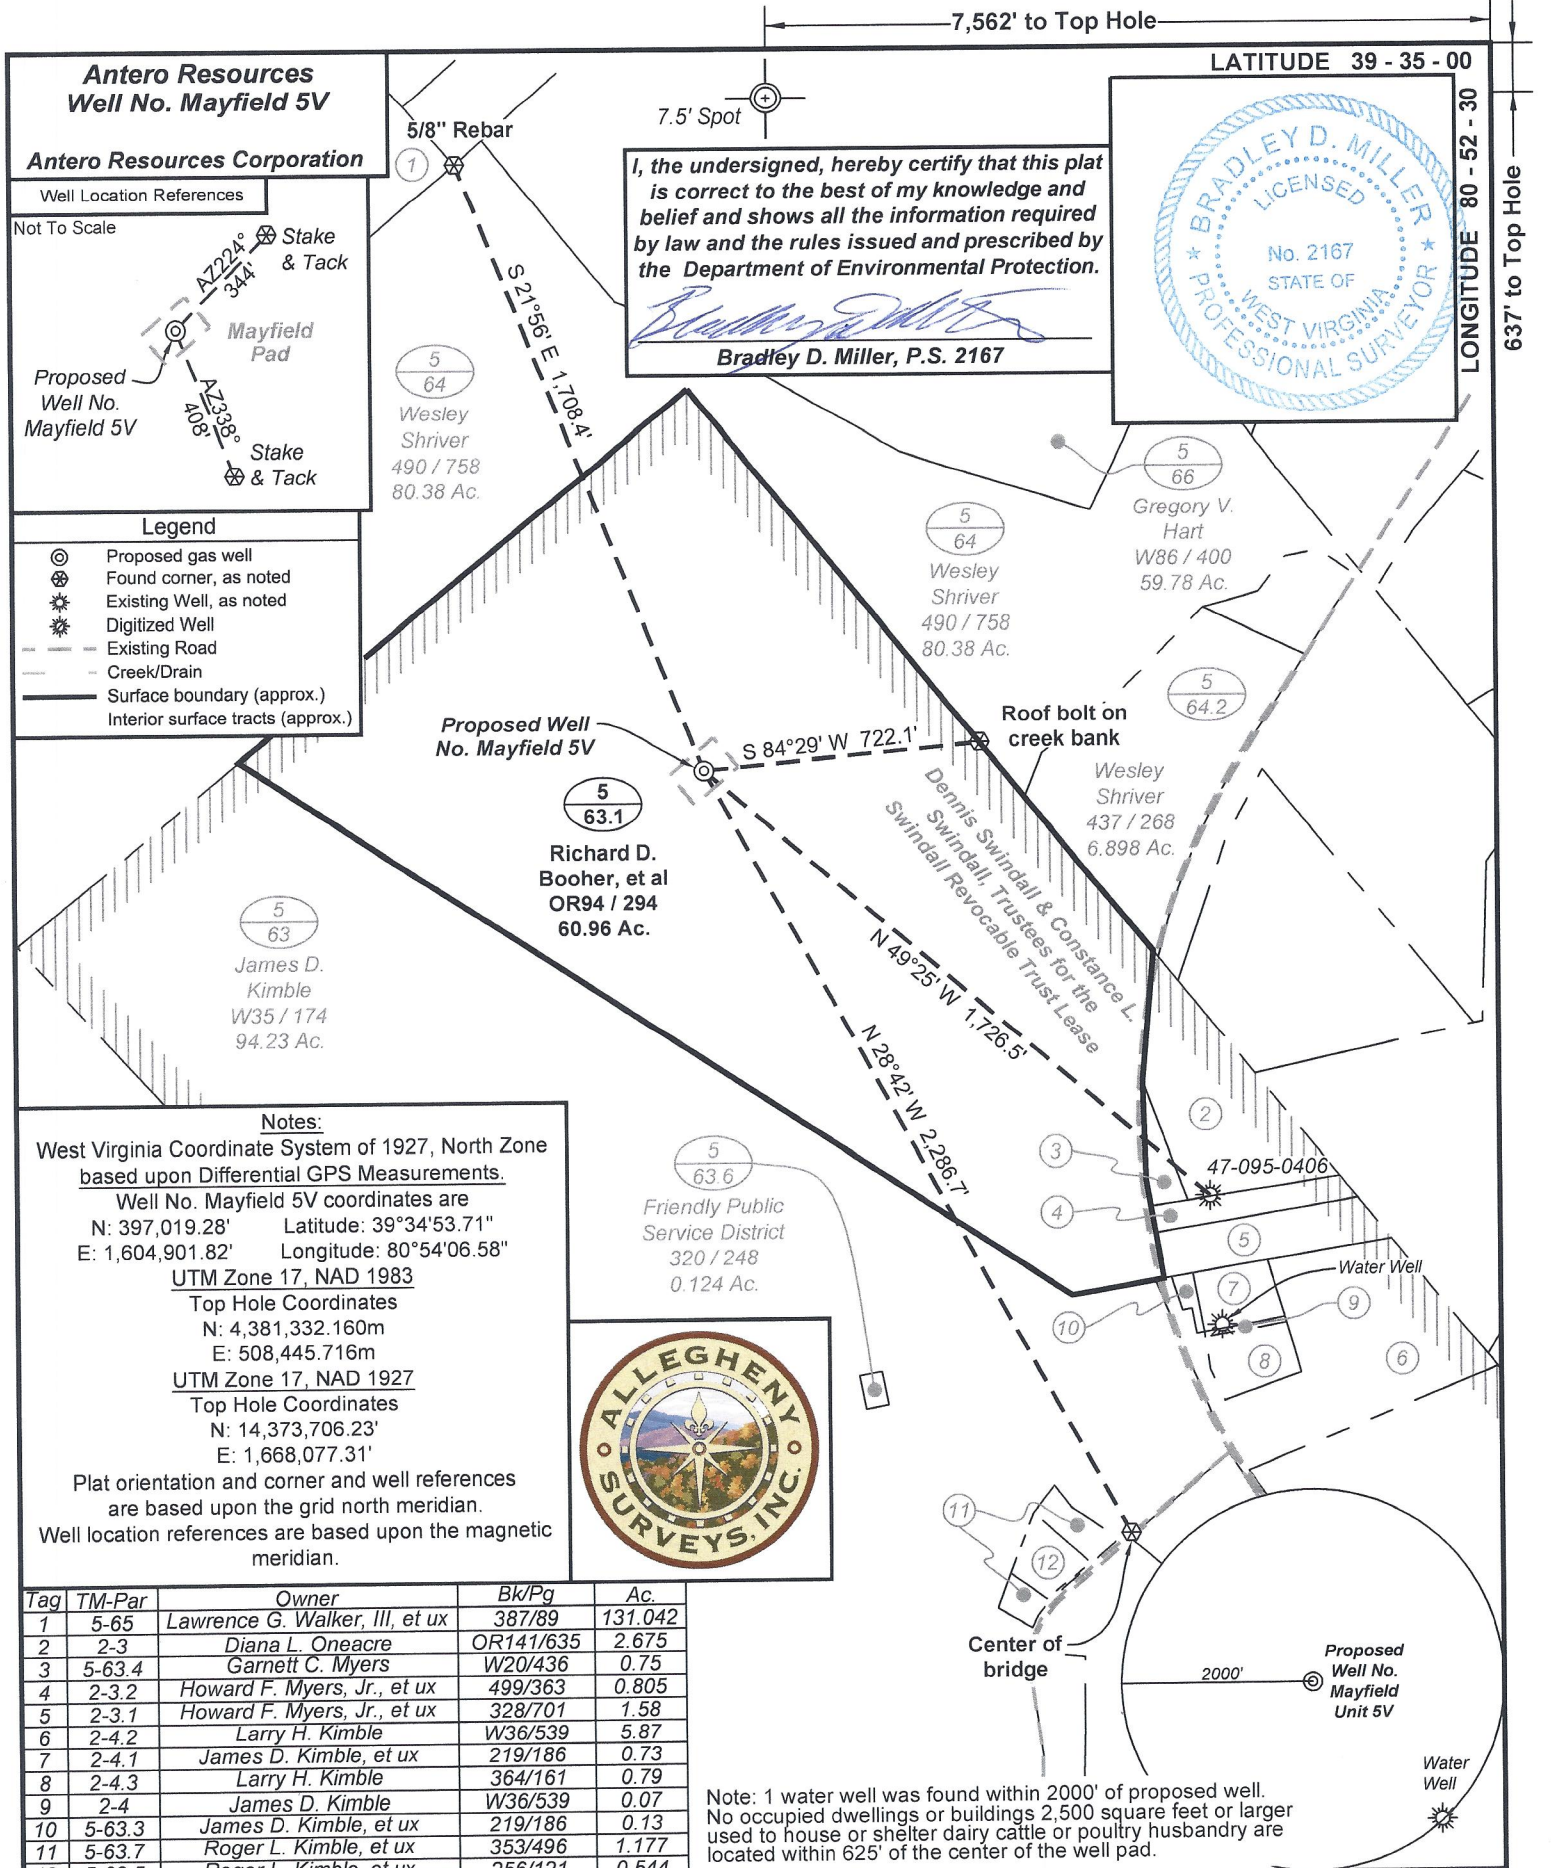 7,562' to Top Hole
LATITUDE 39 - 35 - 00
LONGITUDE 80 - 52 - 30
637' to Top Hole
Antero Resources
Well No. Mayfield 5V
Antero Resources Corporation
Well Location References
Not To Scale
AZ224°
344'
Stake
& Tack
Mayfield
Pad
Proposed
Well No.
Mayfield 5V
AZ338°
408'
Stake
& Tack
5/8" Rebar
1
7.5' Spot
I, the undersigned, hereby certify that this plat
is correct to the best of my knowledge and
belief and shows all the information required
by law and the rules issued and prescribed by
the Department of Environmental Protection.
Bradley D. Miller, P.S. 2167
BRADLEY D. MILLER
LICENSED
No. 2167
STATE OF
WEST VIRGINIA
PROFESSIONAL SURVEYOR
Legend
Proposed gas well
Found corner, as noted
Existing Well, as noted
Digitized Well
Existing Road
Creek/Drain
Surface boundary (approx.)
Interior surface tracts (approx.)
S 21°56' E 1,708.4'
5
64
Wesley
Shriver
490 / 758
80.38 Ac.
5
64
Wesley
Shriver
490 / 758
80.38 Ac.
5
66
Gregory V.
Hart
W86 / 400
59.78 Ac.
5
64.2
Wesley
Shriver
437 / 268
6.898 Ac.
Roof bolt on
creek bank
Proposed Well
No. Mayfield 5V
S 84°29' W 722.1'
5
63.1
Richard D.
Booher, et al
OR94 / 294
60.96 Ac.
Dennis Swindall & Constance L.
Swindall, Trustees for the
Swindall Revocable Trust Lease
N 49°25' W 1,726.5'
N 28°42' W 2,286.7'
5
63
James D.
Kimble
W35 / 174
94.23 Ac.
5
63.6
Friendly Public
Service District
320 / 248
0.124 Ac.
2
3
47-095-0406
4
5
Water Well
7
9
10
8
6
11
12
Center of
bridge
Notes:
West Virginia Coordinate System of 1927, North Zone
based upon Differential GPS Measurements.
Well No. Mayfield 5V coordinates are
N: 397,019.28' Latitude: 39°34'53.71"
E: 1,604,901.82' Longitude: 80°54'06.58"
UTM Zone 17, NAD 1983
Top Hole Coordinates
N: 4,381,332.160m
E: 508,445.716m
UTM Zone 17, NAD 1927
Top Hole Coordinates
N: 14,373,706.23'
E: 1,668,077.31'
Plat orientation and corner and well references
are based upon the grid north meridian.
Well location references are based upon the magnetic
meridian.
ALLEGHENY
SURVEYS, INC.
Tag TM-Par Owner Bk/Pg Ac.
1 5-65 Lawrence G. Walker, III, et ux 387/89 131.042
2 2-3 Diana L. Oneacre OR141/635 2.675
3 5-63.4 Garnett C. Myers W20/436 0.75
4 2-3.2 Howard F. Myers, Jr., et ux 499/363 0.805
5 2-3.1 Howard F. Myers, Jr., et ux 328/701 1.58
6 2-4.2 Larry H. Kimble W36/539 5.87
7 2-4.1 James D. Kimble, et ux 219/186 0.73
8 2-4.3 Larry H. Kimble 364/161 0.79
9 2-4 James D. Kimble W36/539 0.07
10 5-63.3 James D. Kimble, et ux 219/186 0.13
11 5-63.7 Roger L. Kimble, et ux 353/496 1.177
Roger L. Kimble, et ux
2000'
Proposed
Well No.
Mayfield
Unit 5V
Water
Well
Note: 1 water well was found within 2000' of proposed well.
No occupied dwellings or buildings 2,500 square feet or larger
used to house or shelter dairy cattle or poultry husbandry are
located within 625' of the center of the well pad.